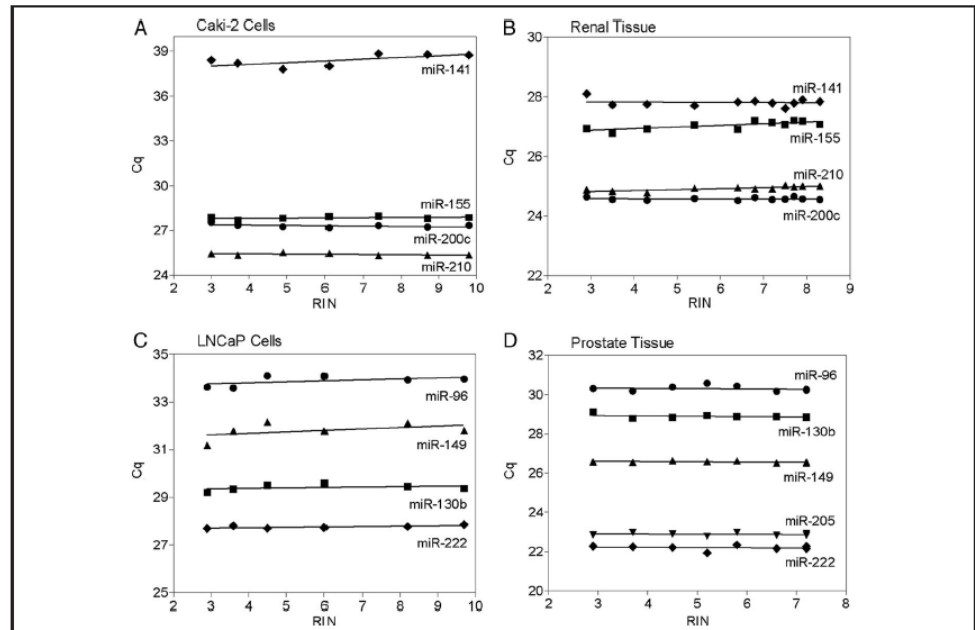 A Caki-2 Cells
39
36
33
30
27
24
Cq
miR-141
miR-155
miR-200c
miR-210
2 3 4 5 6 7 8 9 10
RIN
B Renal Tissue
30
28
26
24
22
Cq
miR-141
miR-155
miR-210
miR-200c
2 3 4 5 6 7 8 9
RIN
C LNCaP Cells
35
33
31
29
27
25
Cq
miR-96
miR-149
miR-130b
miR-222
2 3 4 5 6 7 8 9 10
RIN
D Prostate Tissue
32
30
28
26
24
22
20
Cq
miR-96
miR-130b
miR-149
miR-205
miR-222
2 3 4 5 6 7 8
RIN